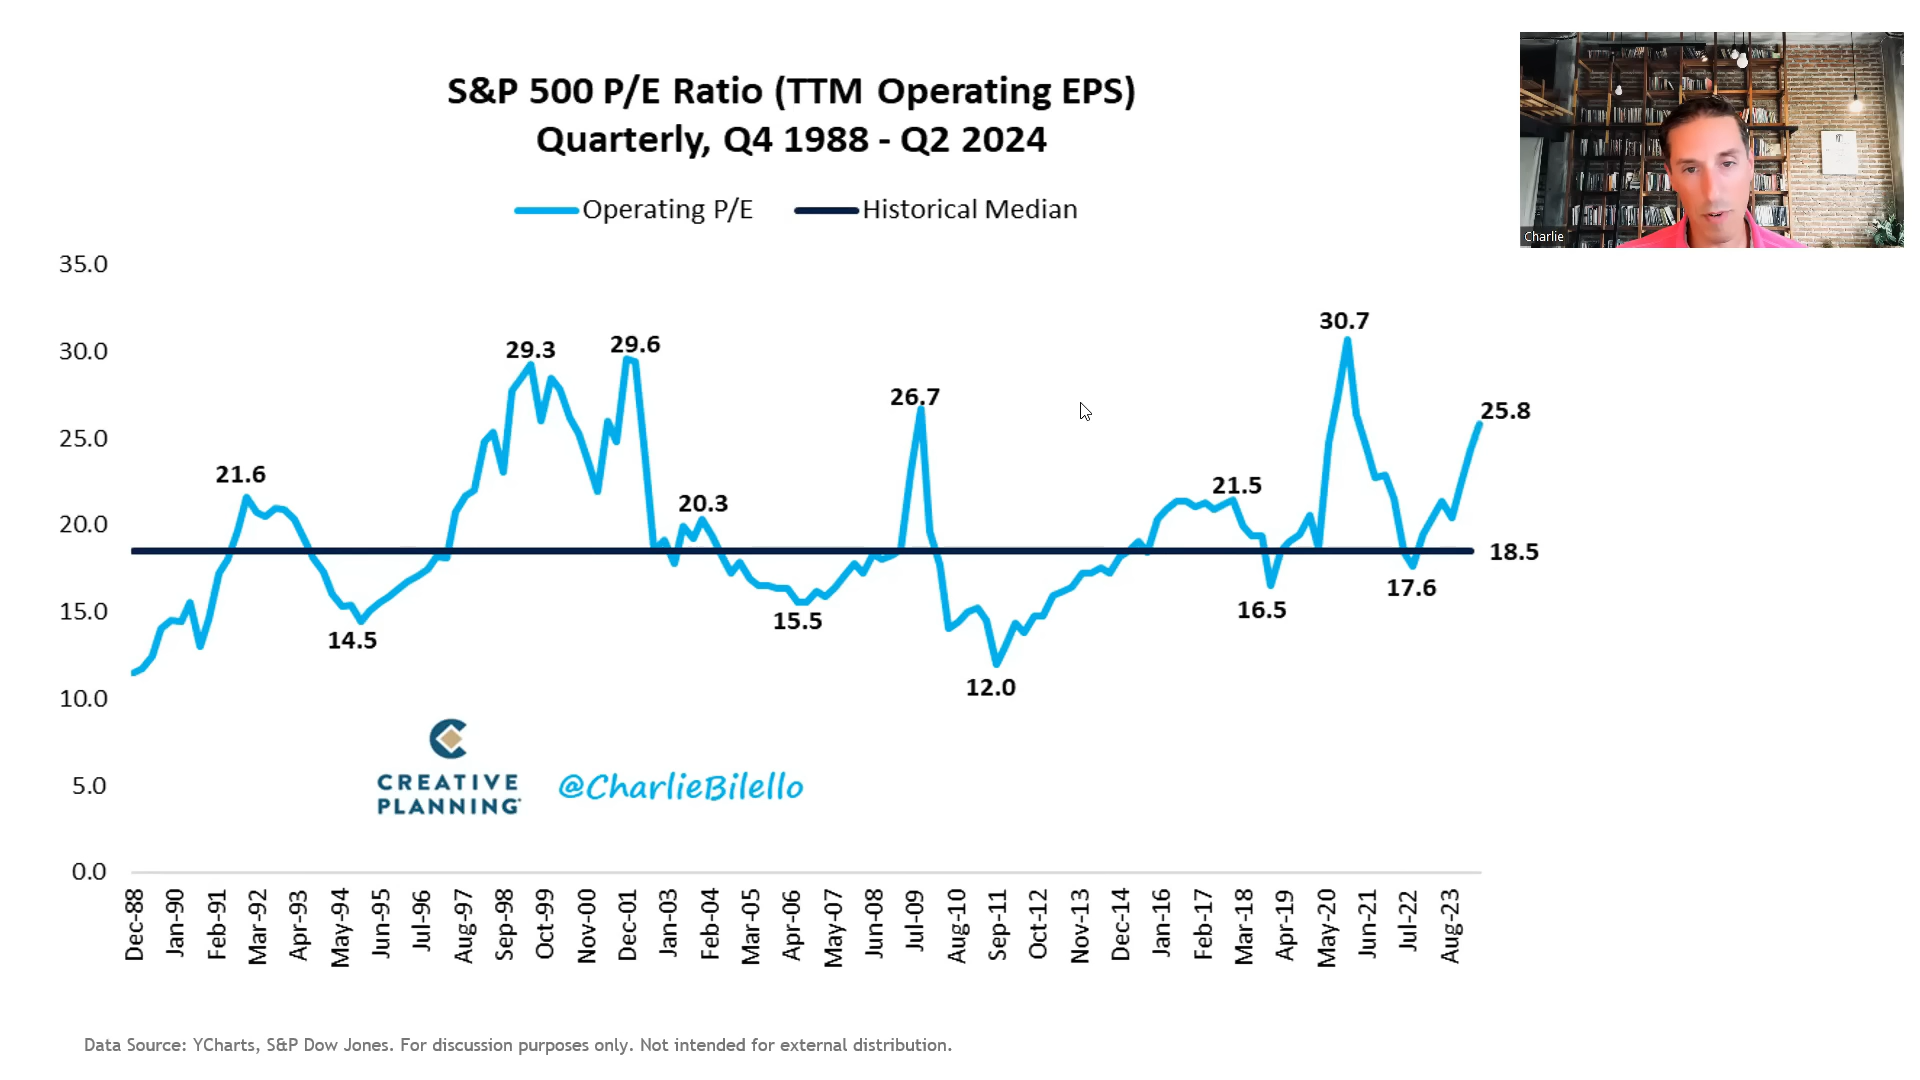 S&P 500 P/E Ratio (TTM Operating EPS)
Quarterly, Q4 1988 - Q2 2024
Operating P/E
Historical Median
Charlie
35.0
30.0
25.0
20.0
15.0
10.0
5.0
0.0
21.6
14.5
29.3
29.6
20.3
15.5
26.7
12.0
21.5
16.5
30.7
17.6
25.8
18.5
CREATIVE
PLANNING
@CharlieBilello
Dec-88
Jan-90
Feb-91
Mar-92
Apr-93
May-94
Jun-95
Jul-96
Aug-97
Sep-98
Oct-99
Nov-00
Dec-01
Jan-03
Feb-04
Mar-05
Apr-06
May-07
Jun-08
Jul-09
Aug-10
Sep-11
Oct-12
Nov-13
Dec-14
Jan-16
Feb-17
Mar-18
Apr-19
May-20
Jun-21
Jul-22
Aug-23
Data Source: YCharts, S&P Dow Jones. For discussion purposes only. Not intended for external distribution.